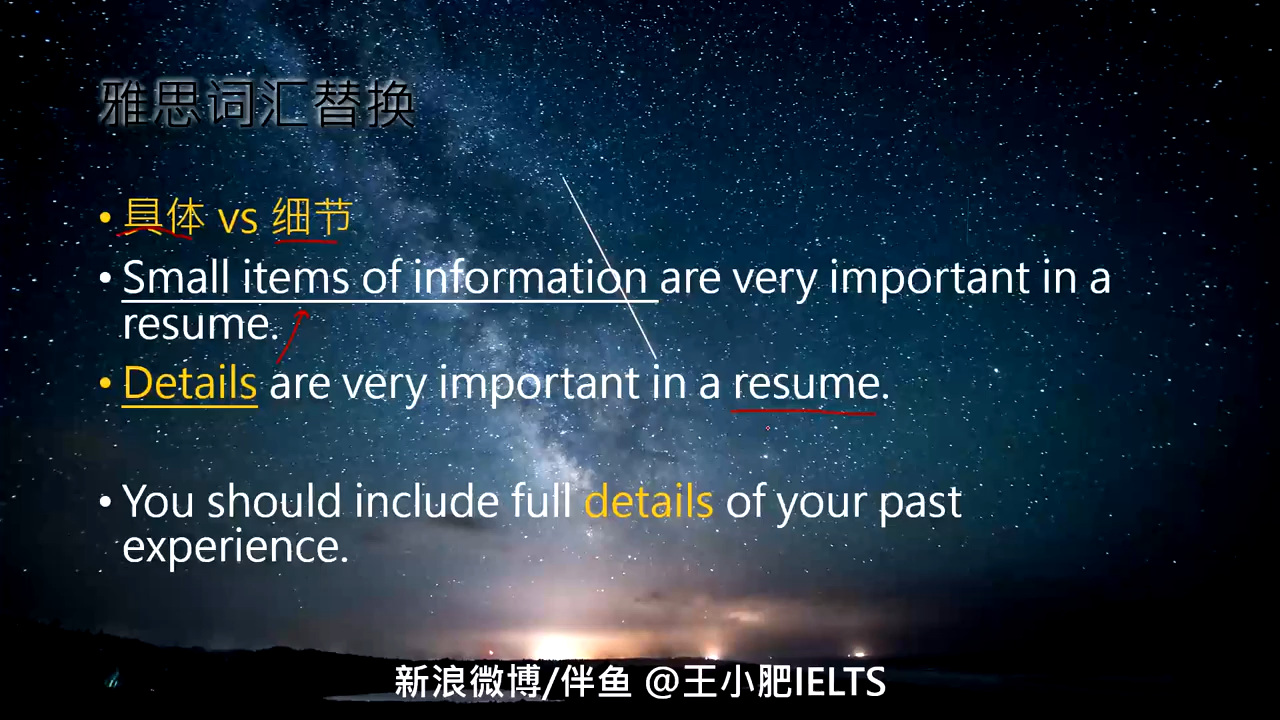 雅思词汇替换
• 具体 vs 细节
• Small items of information are very important in a
resume.
• Details are very important in a resume.
• You should include full details of your past
experience.
新浪微博/伴鱼 @王小肥IELTS